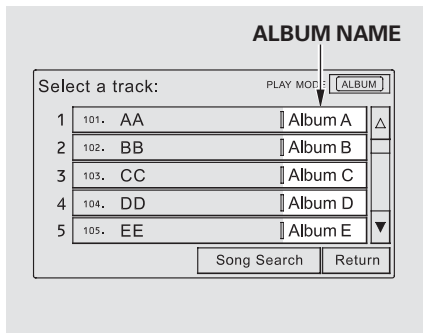 ALBUM NAME
Select a track: PLAY MODE ALBUM
1 101. AA Album A
2 102. BB Album B
3 103. CC Album C
4 104. DD Album D
5 105. EE Album E
Song Search Return